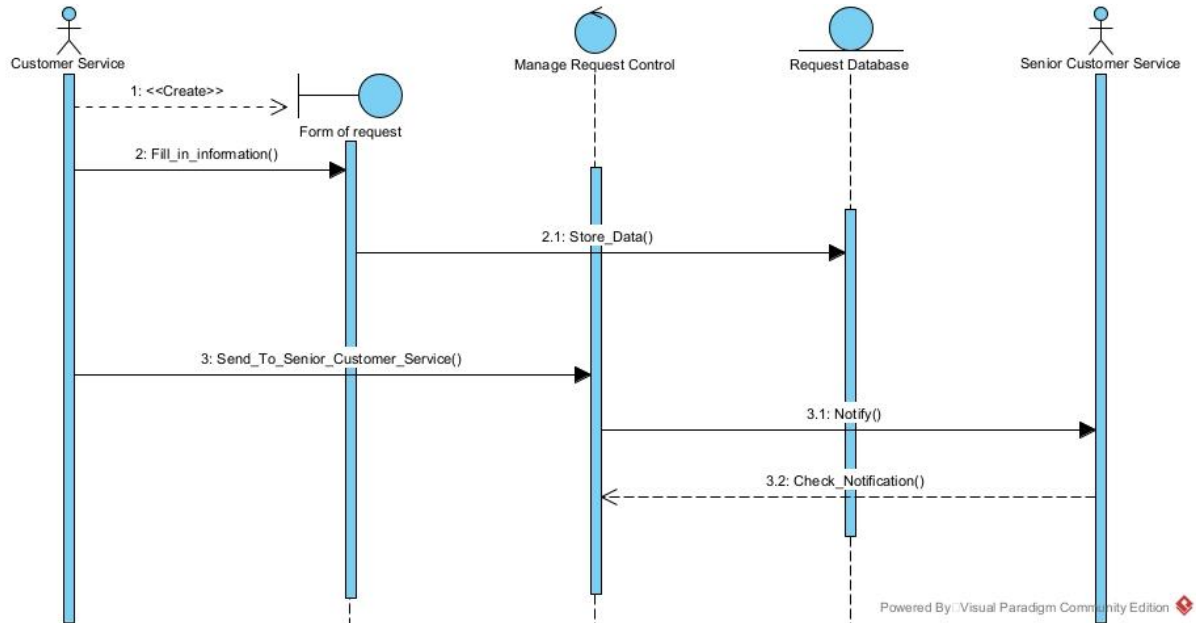 Customer Service
Manage Request Control
Request Database
Senior Customer Service
1: <<Create>>
Form of request
2: Fill_in_information()
2.1: Store_Data()
3: Send_To_Senior_Customer_Service()
3.1: Notify()
3.2: Check_Notification()
Powered By Visual Paradigm Community Edition